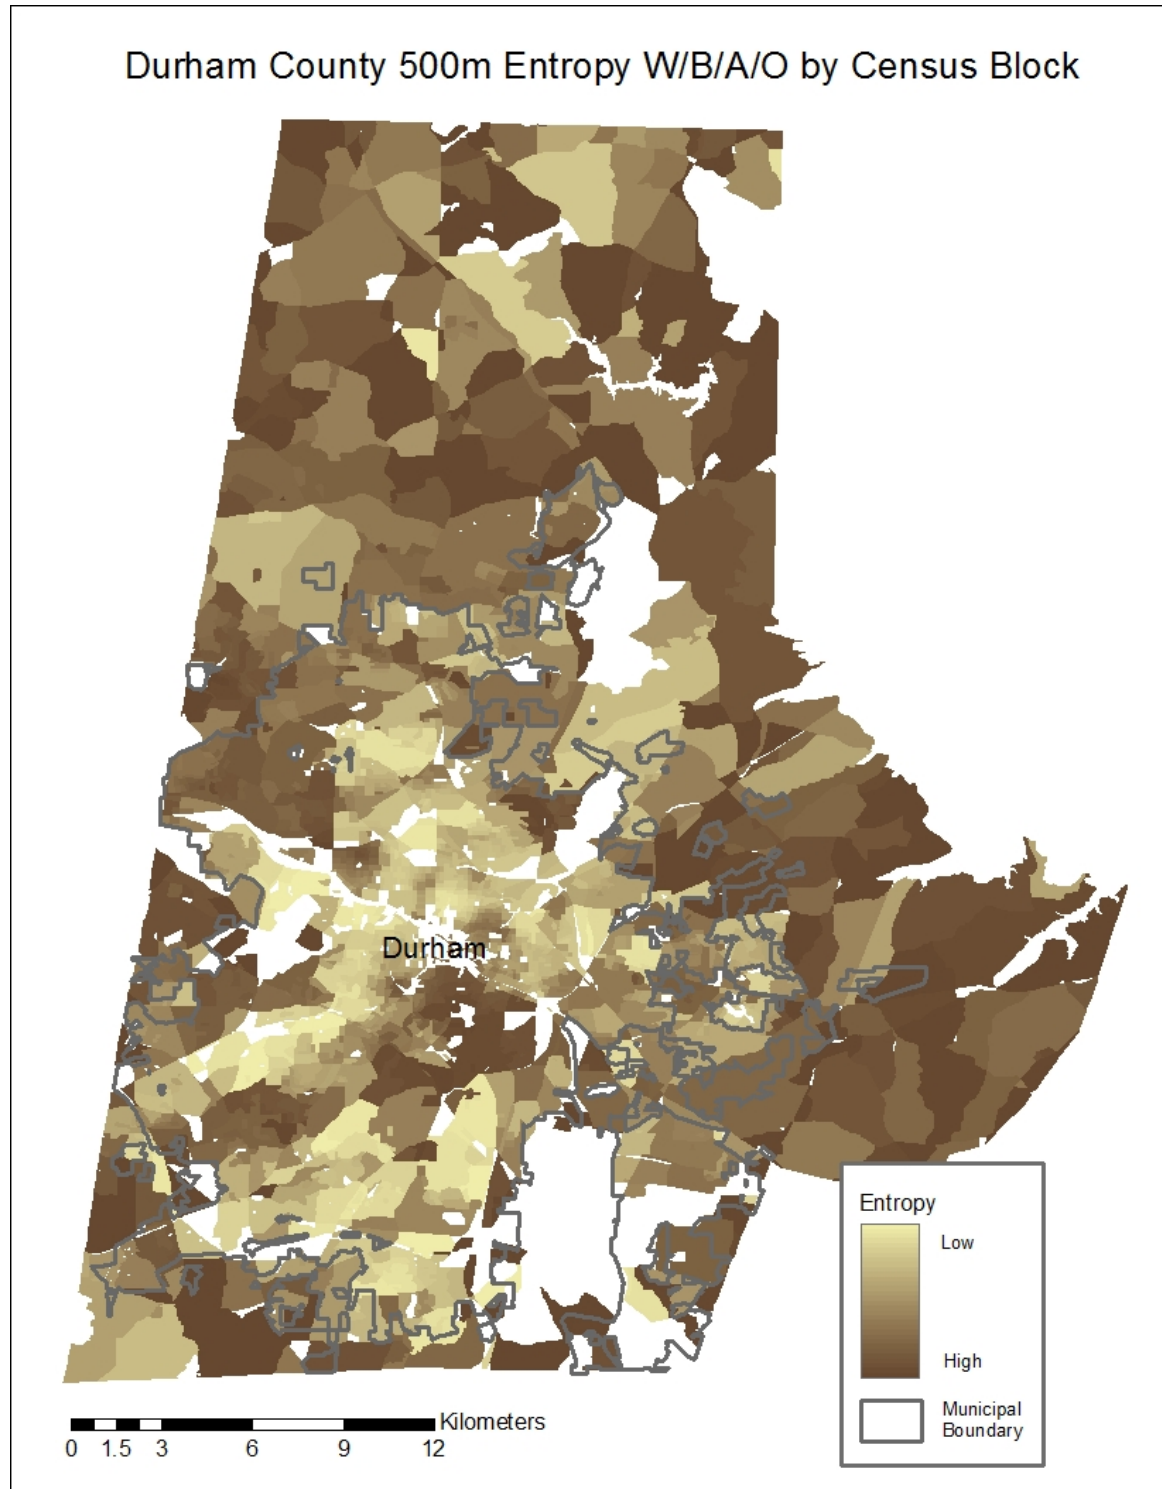 Durham County 500m Entropy W/B/A/O by Census Block
Durham
Entropy
Low
High
Municipal
Boundary
Kilometers
0 1.5 3 6 9 12